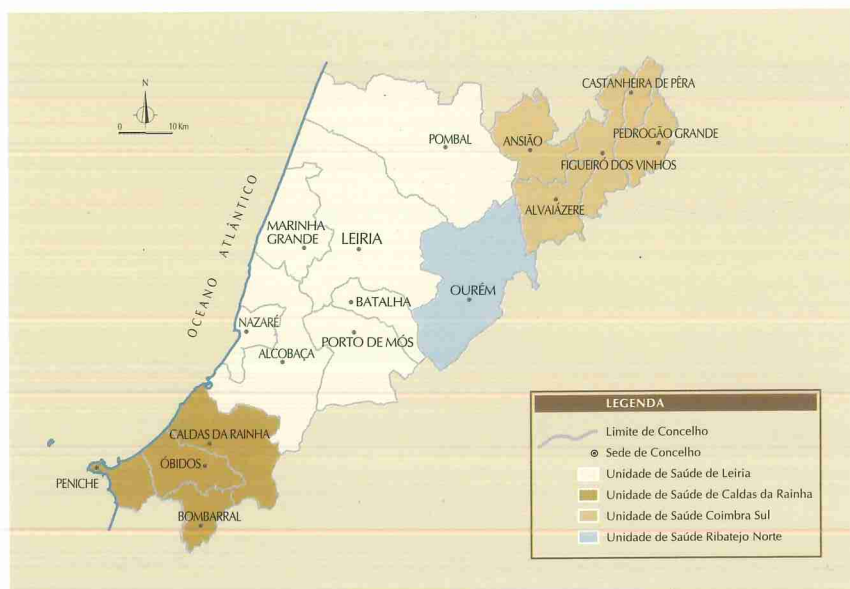 N
0 10 Km
OCEANO ATLÂNTICO
CASTANHEIRA DE PÊRA
POMBAL
ANSIÃO
PEDROGÃO GRANDE
FIGUEIRÓ DOS VINHOS
ALVAIÁZERE
MARINHA
GRANDE
LEIRIA
OURÉM
BATALHA
NAZARÉ
PORTO DE MÓS
ALCOBAÇA
CALDAS DA RAINHA
ÓBIDOS
PENICHE
BOMBARRAL
LEGENDA
Limite de Concelho
Sede de Concelho
Unidade de Saúde de Leiria
Unidade de Saúde de Caldas da Rainha
Unidade de Saúde Coimbra Sul
Unidade de Saúde Ribatejo Norte